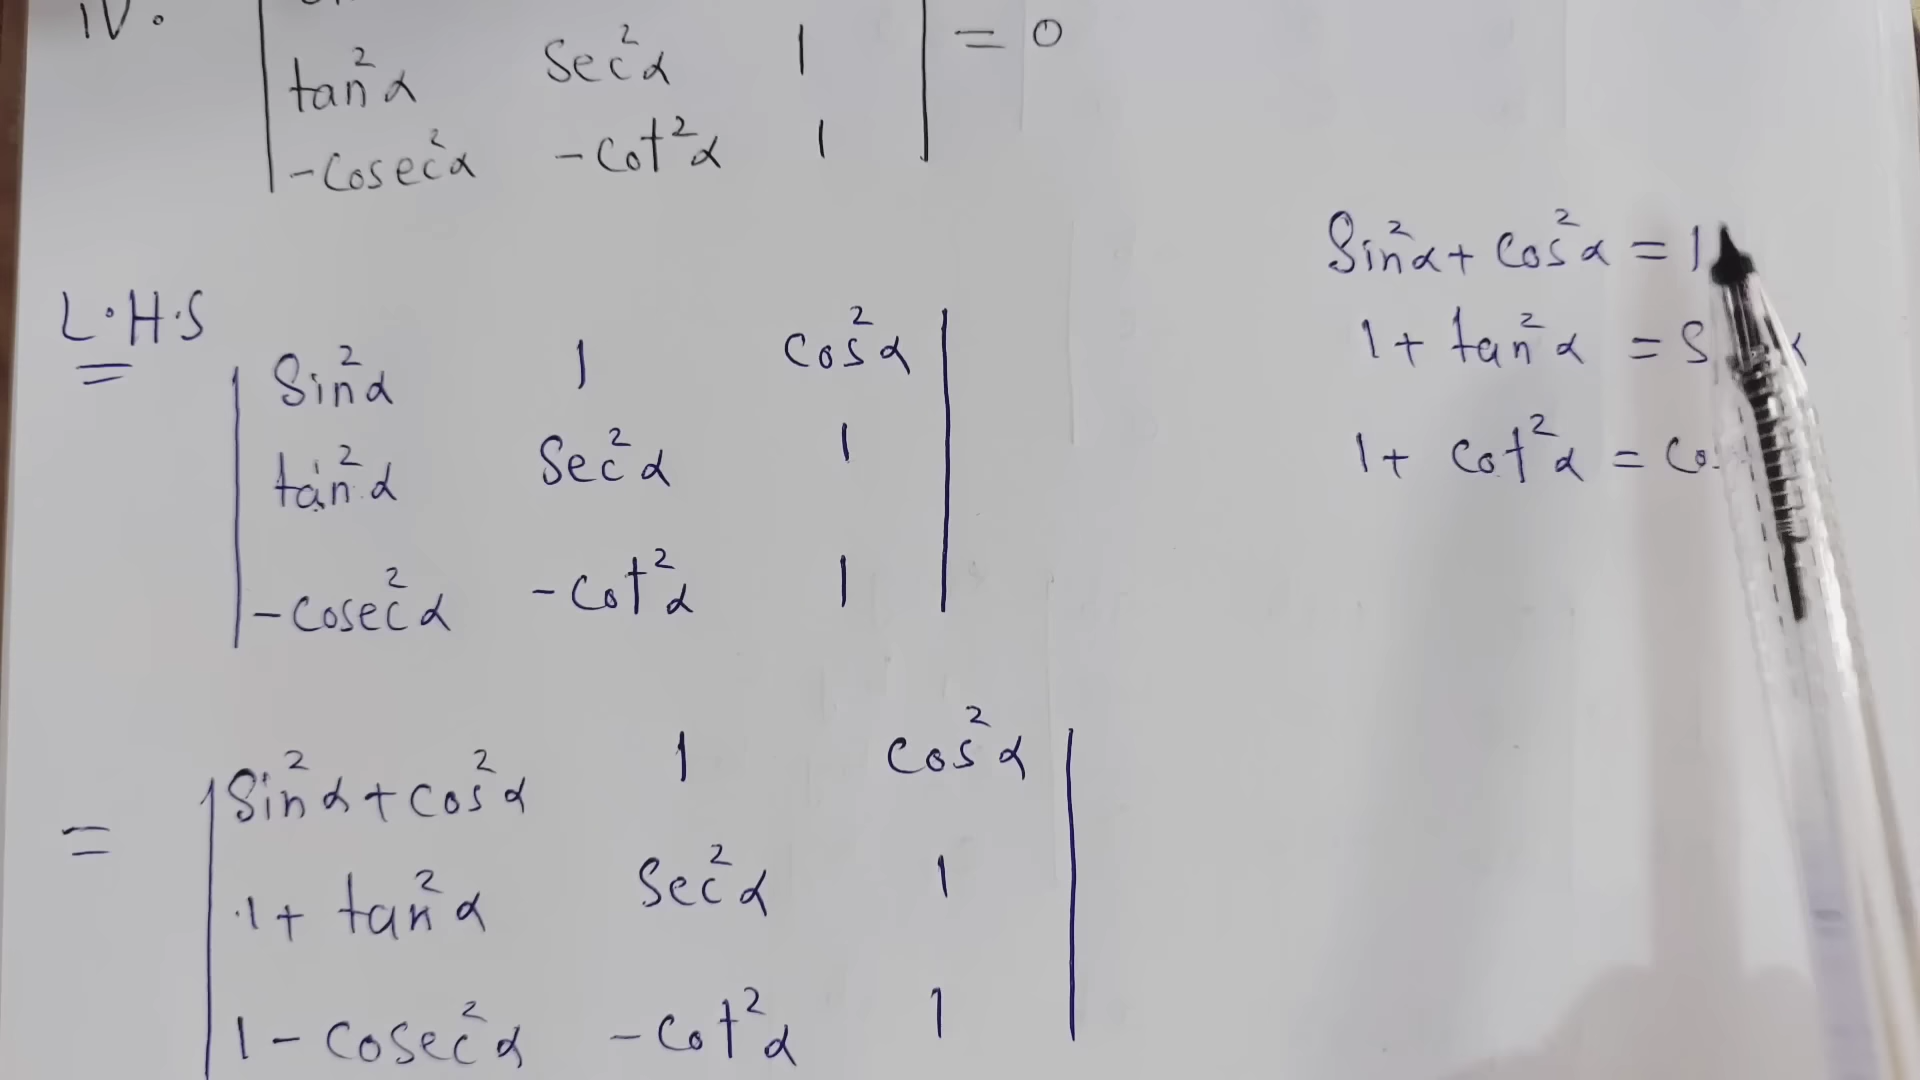 IV.
tan²α sec²α 1 = 0
-cosec²α -cot²α 1
Sin²α + cos²α = 1
1 + tan²α = S
1 + cot²α = Co
L.H.S
Sin²α 1 cos²α
tan²α Sec²α 1
-cosec²α -cot²α 1
= Sin²α + cos²α 1 cos²α
1 + tan²α Sec²α 1
1 - cosec²α -cot²α 1